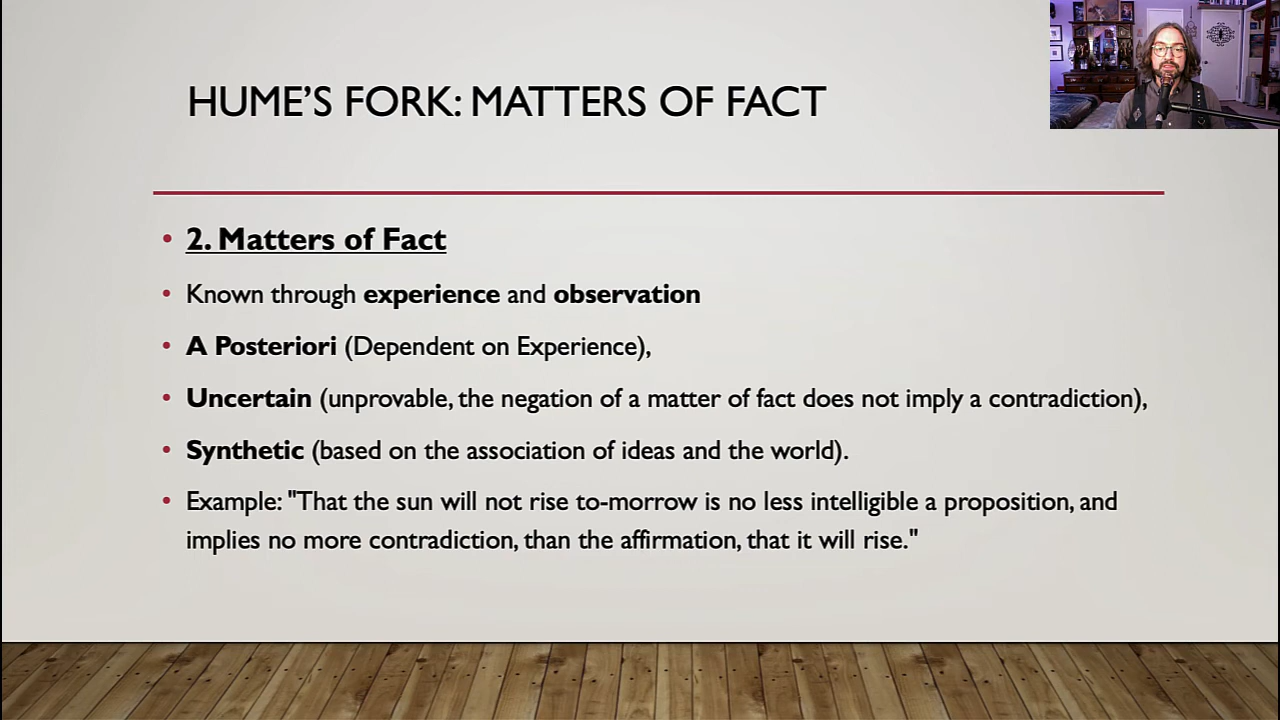 HUME'S FORK: MATTERS OF FACT
• 2. Matters of Fact
• Known through experience and observation
• A Posteriori (Dependent on Experience),
• Uncertain (unprovable, the negation of a matter of fact does not imply a contradiction),
• Synthetic (based on the association of ideas and the world).
• Example: "That the sun will not rise to-morrow is no less intelligible a proposition, and
implies no more contradiction, than the affirmation, that it will rise."